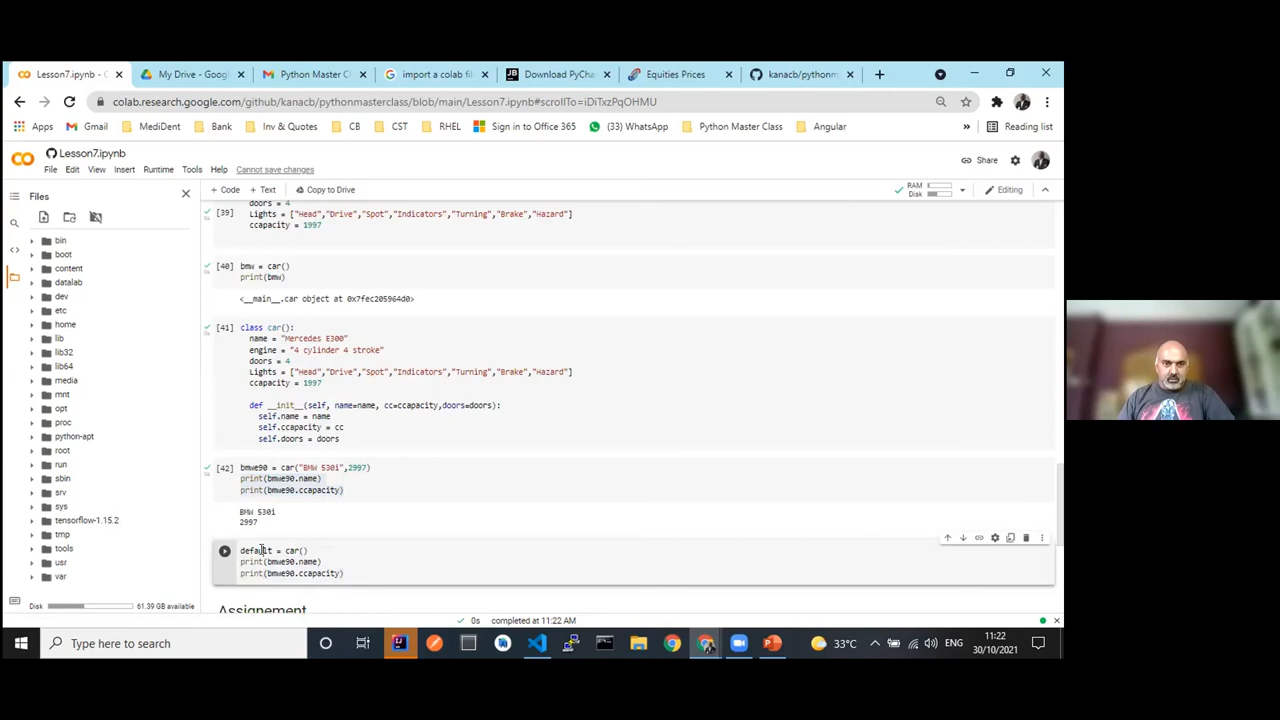 Lesson7.ipynb - C
My Drive - Googl
Python Master Cl
import a colab fil
Download PyCha
Equities Prices
kanacb/pythonm
colab.research.google.com/github/kanacb/pythonmasterclass/blob/main/Lesson7.ipynb#scrollTo=iDiTxzPqOHMU
Apps
Gmail
MediDent
Bank
Inv & Quotes
CB
CST
RHEL
Sign in to Office 365
(33) WhatsApp
Python Master Class
Angular
»
Reading list
Lesson7.ipynb
File Edit View Insert Runtime Tools Help Cannot save changes
Share
+ Code + Text Copy to Drive
RAM
Disk
Editing
Files
bin
boot
content
datalab
dev
etc
home
lib
lib32
lib64
media
mnt
opt
proc
python-apt
root
run
sbin
srv
sys
tensorflow-1.15.2
tmp
tools
usr
var
Disk 61.39 GB available
doors = 4
[39] Lights = ["Head","Drive","Spot","Indicators","Turning","Brake","Hazard"]
ccapacity = 1997
[40] bmw = car()
print(bmw)
<__main__.car object at 0x7fec205964d0>
[41] class car():
name = "Mercedes E300"
engine = "4 cylinder 4 stroke"
doors = 4
Lights = ["Head","Drive","Spot","Indicators","Turning","Brake","Hazard"]
ccapacity = 1997
def __init__(self, name=name, cc=ccapacity,doors=doors):
self.name = name
self.ccapacity = cc
self.doors = doors
[42] bmwe90 = car("BMW 530i",2997)
print(bmwe90.name)
print(bmwe90.ccapacity)
BMW 530i
2997
default = car()
print(bmwe90.name)
print(bmwe90.ccapacity)
Assignement
0s completed at 11:22 AM
Type here to search
33°C
ENG
11:22
30/10/2021